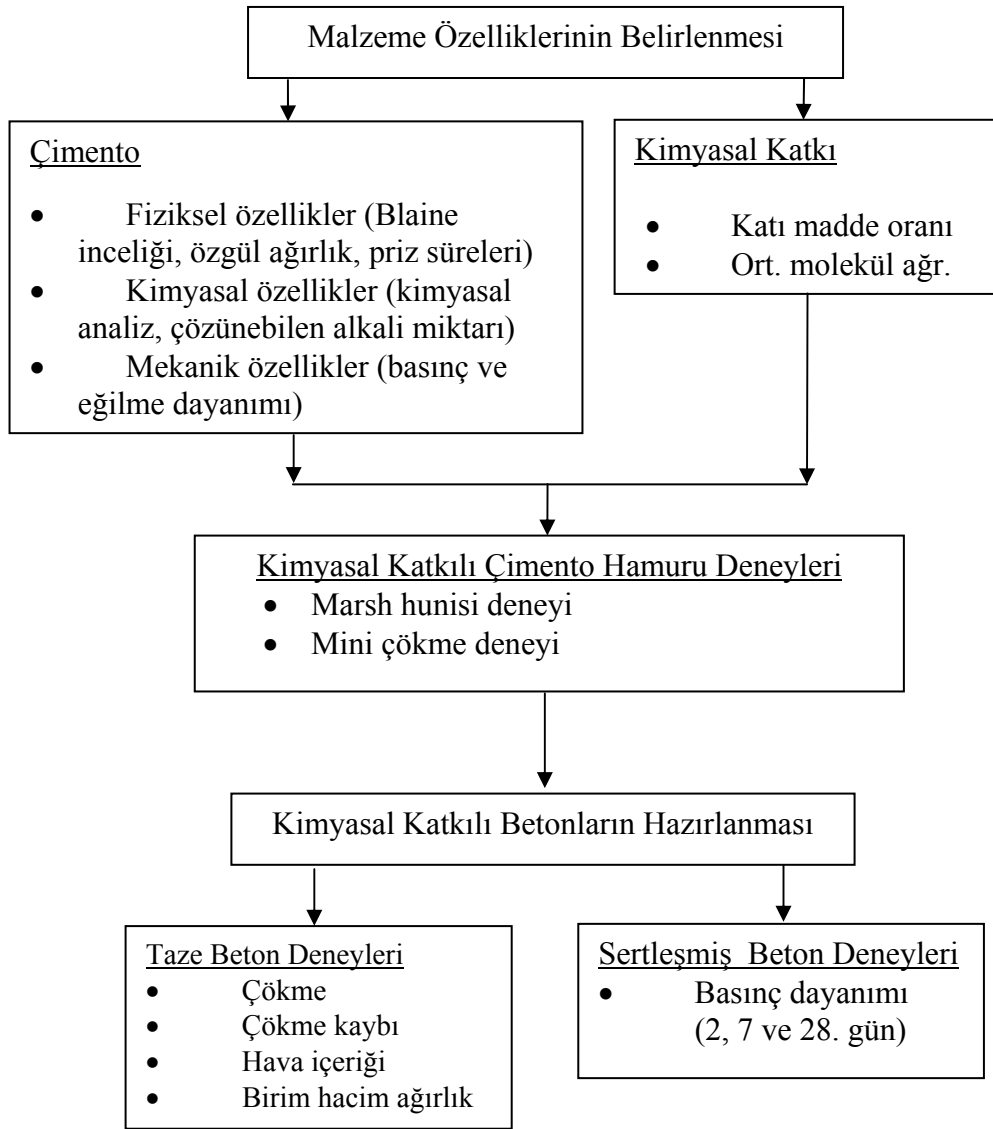 Malzeme Özelliklerinin Belirlenmesi
Çimento
• Fiziksel özellikler (Blaine
inceliği, özgül ağırlık, priz süreleri)
• Kimyasal özellikler (kimyasal
analiz, çözünebilen alkali miktarı)
• Mekanik özellikler (basınç ve
eğilme dayanımı)
Kimyasal Katkı
• Katı madde oranı
• Ort. molekül ağr.
Kimyasal Katkılı Çimento Hamuru Deneyleri
• Marsh hunisi deneyi
• Mini çökme deneyi
Kimyasal Katkılı Betonların Hazırlanması
Taze Beton Deneyleri
• Çökme
• Çökme kaybı
• Hava içeriği
• Birim hacim ağırlık
Sertleşmiş Beton Deneyleri
• Basınç dayanımı
(2, 7 ve 28. gün)